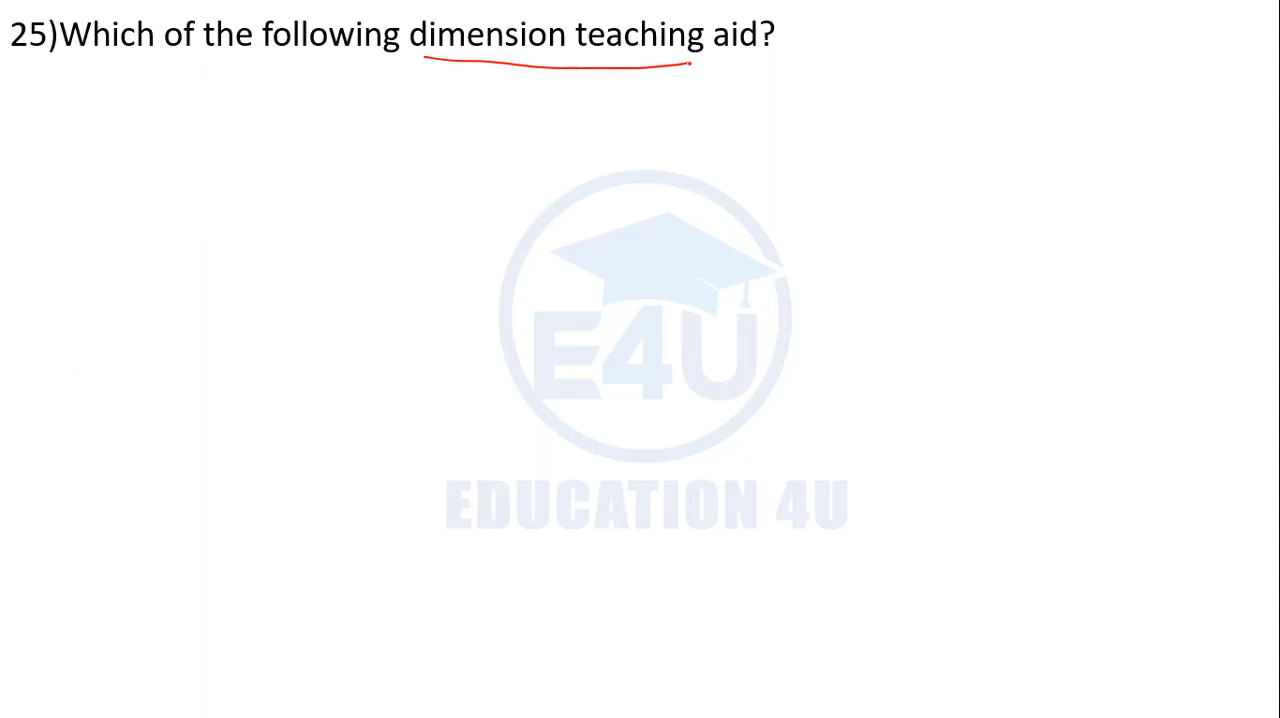 25)Which of the following dimension teaching aid?
E4U
EDUCATION 4U